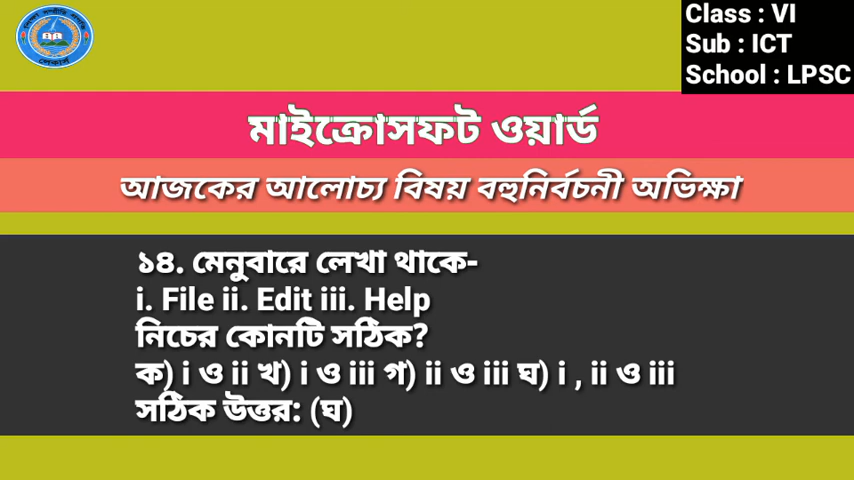 Class : VI
Sub : ICT
School : LPSC
মাইক্রোসফট ওয়ার্ড
আজকের আলোচ্য বিষয় বহুনির্বচনী অভিক্ষা
১৪. মেনুবারে লেখা থাকে-
i. File ii. Edit iii. Help
নিচের কোনটি সঠিক?
ক) i ও ii খ) i ও iii গ) ii ও iii ঘ) i , ii ও iii
সঠিক উত্তর: (ঘ)